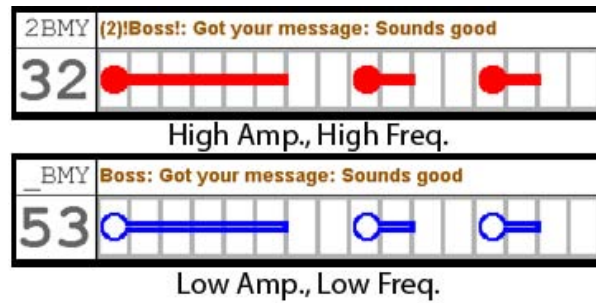 2BMY (2)!Boss!: Got your message: Sounds good
32
High Amp., High Freq.
_BMY Boss: Got your message: Sounds good
53
Low Amp., Low Freq.